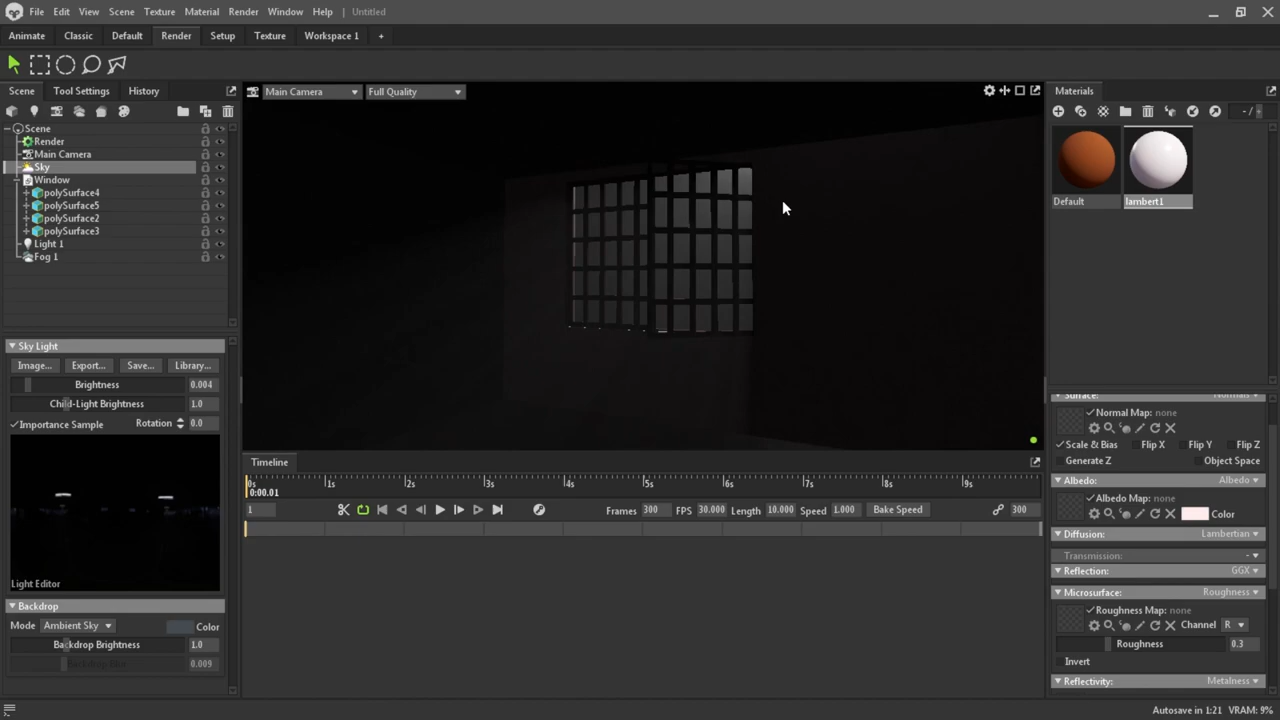 File Edit View Scene Texture Material Render Window Help Untitled
Animate Classic Default Render Setup Texture Workspace 1 +
Scene Tool Settings History
Main Camera Full Quality
Materials
Scene
Render
Main Camera
Sky
Window
polySurface4
polySurface5
polySurface2
polySurface3
Light 1
Fog 1
Default lambert1
Sky Light
Image... Export... Save... Library...
Brightness 0.004
Child-Light Brightness 1.0
Importance Sample Rotation 0.0
Light Editor
Backdrop
Mode Ambient Sky Color
Backdrop Brightness 1.0
0.009
Timeline
0s 1s 2s 3s 4s 5s 6s 7s 8s 9s
0:00.01
1 Frames 300 FPS 30.000 Length 10.000 Speed 1.000 Bake Speed 300
Surface: Normals
Normal Map: none
Scale & Bias Flip X Flip Y Flip Z
Generate Z Object Space
Albedo: Albedo
Albedo Map: none
Color
Diffusion: Lambertian
Transmission: -
Reflection: GGX
Microsurface: Roughness
Roughness Map: none
Channel R
Roughness 0.3
Invert
Reflectivity: Metalness
Autosave in 1:21 VRAM: 9%